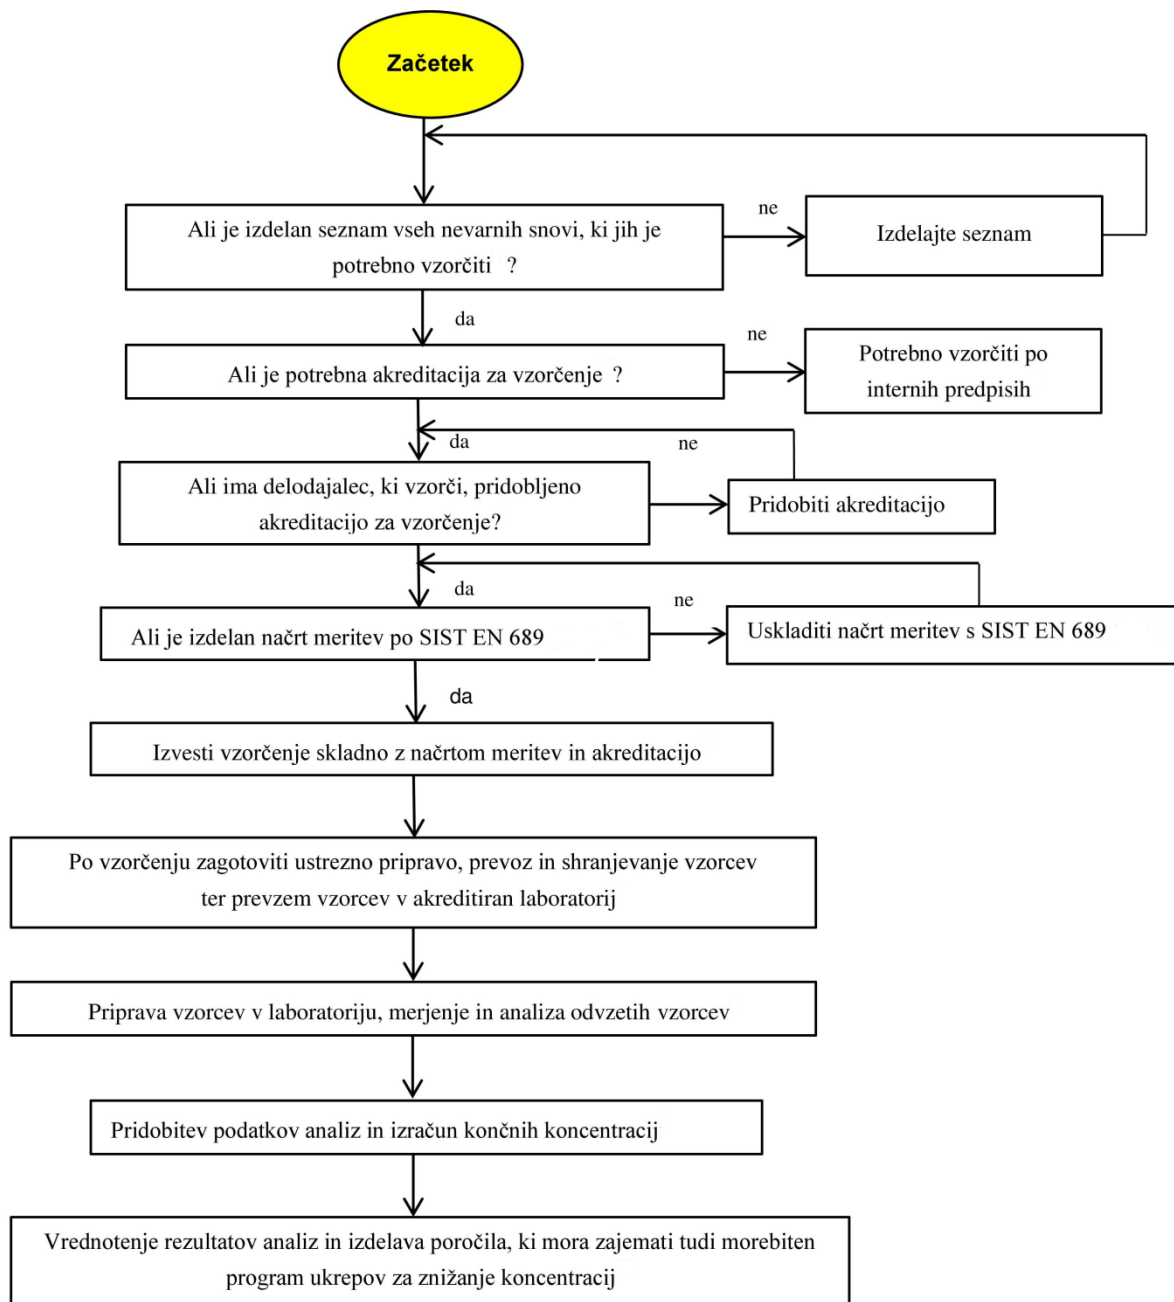 Začetek
Ali je izdelan seznam vseh nevarnih snovi, ki jih je
potrebno vzorčiti ?
ne
Izdelajte seznam
da
Ali je potrebna akreditacija za vzorčenje ?
ne
Potrebno vzorčiti po
internih predpisih
da
ne
Ali ima delodajalec, ki vzorči, pridobljeno
akreditacijo za vzorčenje?
Pridobiti akreditacijo
da
ne
Ali je izdelan načrt meritev po SIST EN 689
Uskladiti načrt meritev s SIST EN 689
da
Izvesti vzorčenje skladno z načrtom meritev in akreditacijo
Po vzorčenju zagotoviti ustrezno pripravo, prevoz in shranjevanje vzorcev
ter prevzem vzorcev v akreditiran laboratorij
Priprava vzorcev v laboratoriju, merjenje in analiza odvzetih vzorcev
Pridobitev podatkov analiz in izračun končnih koncentracij
Vrednotenje rezultatov analiz in izdelava poročila, ki mora zajemati tudi morebiten
program ukrepov za znižanje koncentracij